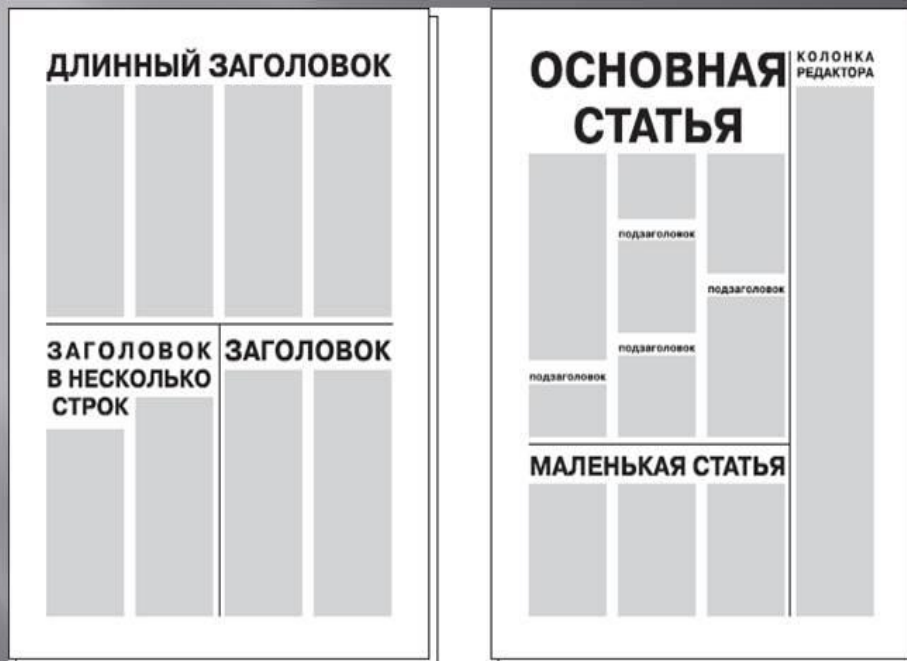 ДЛИННЫЙ ЗАГОЛОВОК
ЗАГОЛОВОК
В НЕСКОЛЬКО
СТРОК
ЗАГОЛОВОК
ОСНОВНАЯ
СТАТЬЯ
подзаголовок
подзаголовок
подзаголовок
подзаголовок
МАЛЕНЬКАЯ СТАТЬЯ
КОЛОНКА
РЕДАКТОРА